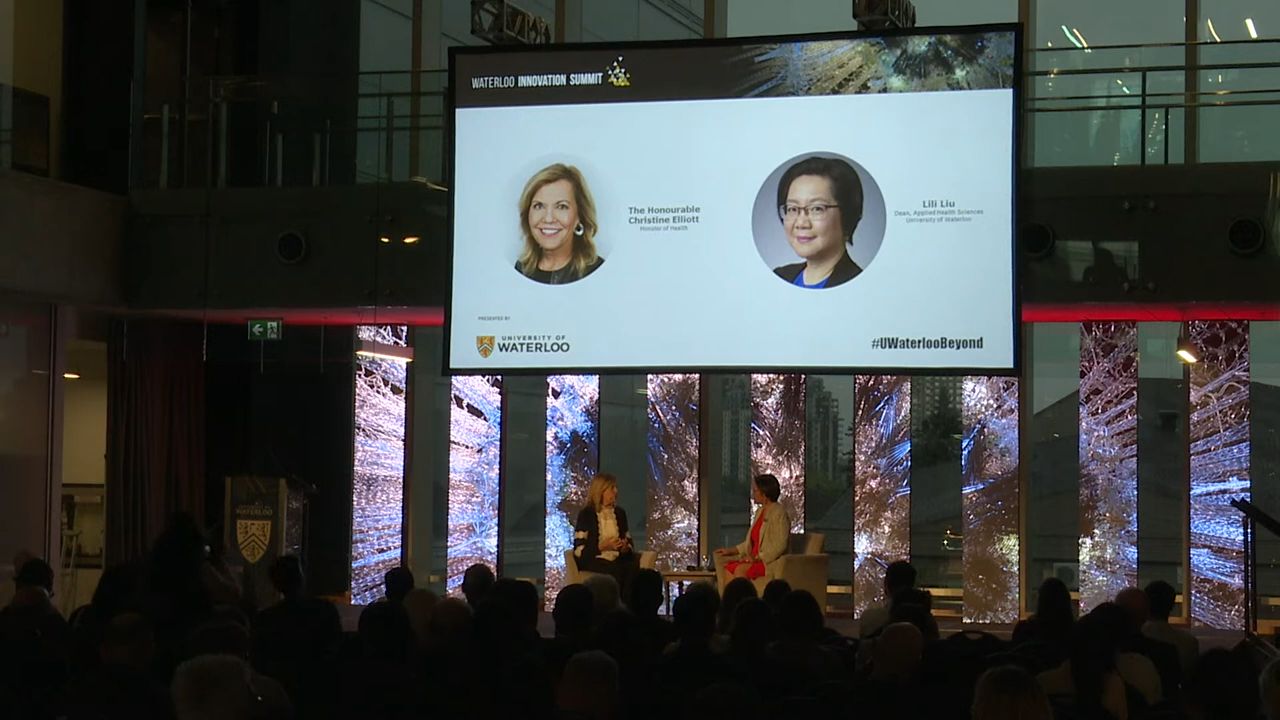 WATERLOO INNOVATION SUMMIT
The Honourable
Christine Elliott
Minister of Health
Lili Liu
Dean, Applied Health Sciences
University of Waterloo
PRESENTED BY
UNIVERSITY OF
WATERLOO
#UWaterlooBeyond
WATERLOO